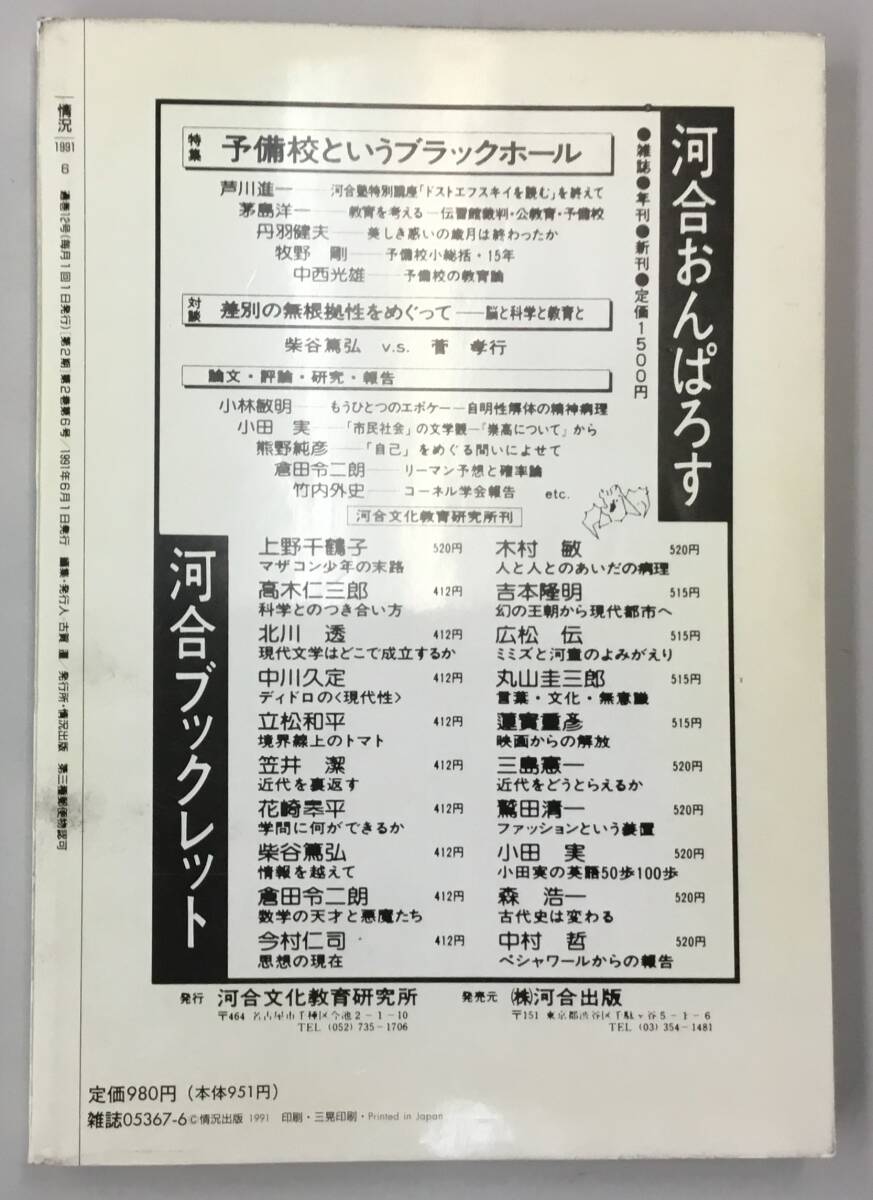 情況 1991 6 通巻12号(毎月1回1日発行)[第2期]第2巻第6号／1991年6月1日発行 編集・発行人・古賀 暹／発行所・情況出版 第三種郵便物認可
河合おんぱろす
●雑誌●年刊●新刊●定価1500円
特集 予備校というブラックホール
芦川進一──河合塾特別講座「ドストエフスキイを読む」を終えて
茅島洋一──教育を考える―伝習館裁判・公教育・予備校
丹羽健夫──美しき惑いの歳月は終わったか
牧野 剛──予備校小総括・15年
中西光雄──予備校の教育論
対談 差別の無根拠性をめぐって──脳と科学と教育と
柴谷篤弘 v.s. 菅 孝行
論文・評論・研究・報告
小林敏明──もうひとつのエポケー―自明性解体の精神病理
小田 実──「市民社会」の文学観―『崇高について』から
熊野純彦──「自己」をめぐる問いによせて
倉田令二朗──リーマン予想と確率論
竹内外史──コーネル学会報告 etc.
河合文化教育研究所刊
河合ブックレット
上野千鶴子 520円
マザコン少年の末路
高木仁三郎 412円
科学とのつき合い方
北川 透 412円
現代文学はどこで成立するか
中川久定 412円
ディドロの〈現代性〉
立松和平 412円
境界線上のトマト
笠井 潔 412円
近代を裏返す
花崎皋平 412円
学問に何ができるか
柴谷篤弘 412円
情報を越えて
倉田令二朗 412円
数学の天才と悪魔たち
今村仁司 412円
思想の現在
木村 敏 520円
人と人とのあいだの病理
吉本隆明 515円
幻の王朝から現代都市へ
広松 伝 515円
ミミズと河童のよみがえり
丸山圭三郎 515円
言葉・文化・無意識
蓮實重彦 515円
映画からの解放
三島憲一 520円
近代をどうとらえるか
鷲田清一 520円
ファッションという装置
小田 実 520円
小田実の英語50歩100歩
森 浩一 520円
古代史は変わる
中村 哲 520円
ペシャワールからの報告
発行 河合文化教育研究所
〒464 名古屋市千種区今池2-1-10
TEL (052) 735-1706
発売元 ㈱河合出版
〒151 東京都渋谷区千駄ヶ谷5-1-6
TEL (03) 354-1481
定価980円（本体951円）
雑誌05367-6 ©情況出版 1991 印刷・三晃印刷・Printed in Japan